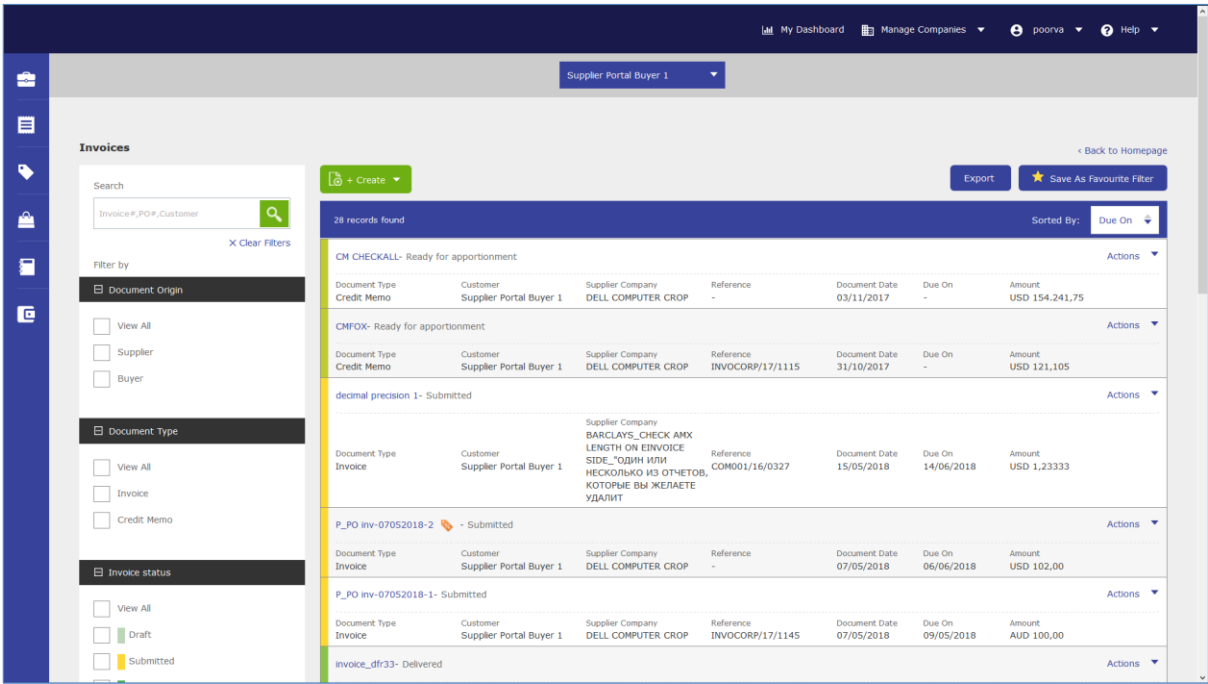 My Dashboard Manage Companies poorva Help
Supplier Portal Buyer 1
Invoices
‹ Back to Homepage
Search
Invoice#,PO#,Customer
X Clear Filters
Filter by
Document Origin
View All
Supplier
Buyer
Document Type
View All
Invoice
Credit Memo
Invoice status
View All
Draft
Submitted
+ Create
Export
Save As Favourite Filter
28 records found
Sorted By: Due On
CM CHECKALL- Ready for apportionment Actions
Document Type Customer Supplier Company Reference Document Date Due On Amount
Credit Memo Supplier Portal Buyer 1 DELL COMPUTER CROP - 03/11/2017 - USD 154.241,75
CMFOX- Ready for apportionment Actions
Document Type Customer Supplier Company Reference Document Date Due On Amount
Credit Memo Supplier Portal Buyer 1 DELL COMPUTER CROP INVOCORP/17/1115 31/10/2017 - USD 121,105
decimal precision 1- Submitted Actions
Supplier Company
BARCLAYS_CHECK AMX
LENGTH ON EINVOICE
SIDE_"ОДИН ИЛИ
НЕСКОЛЬКО ИЗ ОТЧЕТОВ,
КОТОРЫЕ ВЫ ЖЕЛАЕТЕ
УДАЛИТ
Document Type Customer Reference Document Date Due On Amount
Invoice Supplier Portal Buyer 1 COM001/16/0327 15/05/2018 14/06/2018 USD 1,23333
P_PO inv-07052018-2 - Submitted Actions
Document Type Customer Supplier Company Reference Document Date Due On Amount
Invoice Supplier Portal Buyer 1 DELL COMPUTER CROP - 07/05/2018 06/06/2018 USD 102,00
P_PO inv-07052018-1- Submitted Actions
Document Type Customer Supplier Company Reference Document Date Due On Amount
Invoice Supplier Portal Buyer 1 DELL COMPUTER CROP INVOCORP/17/1145 07/05/2018 09/05/2018 AUD 100,00
invoice_dfr33- Delivered Actions